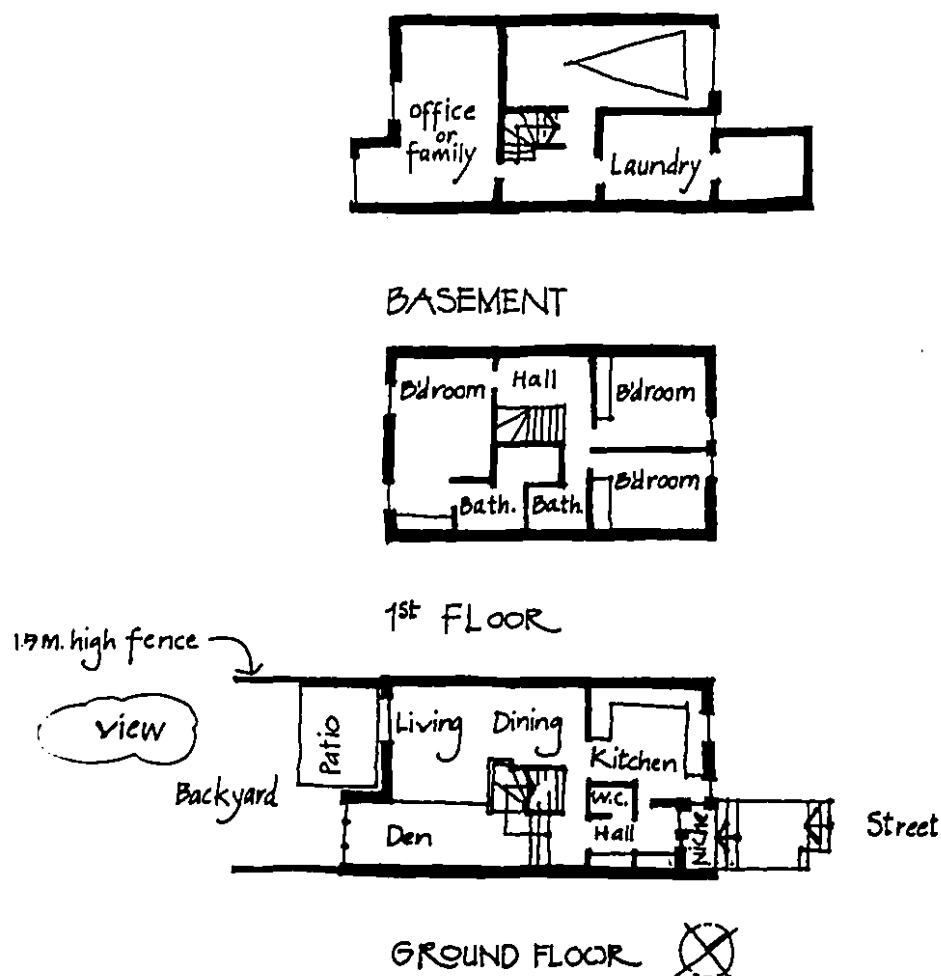 office
or
family
Laundry
BASEMENT
B'droom
Hall
B'droom
B'droom
Bath.
Bath
1st FLOOR
1.5 M. high fence
view
Patio
Living
Dining
Kitchen
W.C.
Backyard
Den
Hall
Niche
Street
GROUND FLOOR